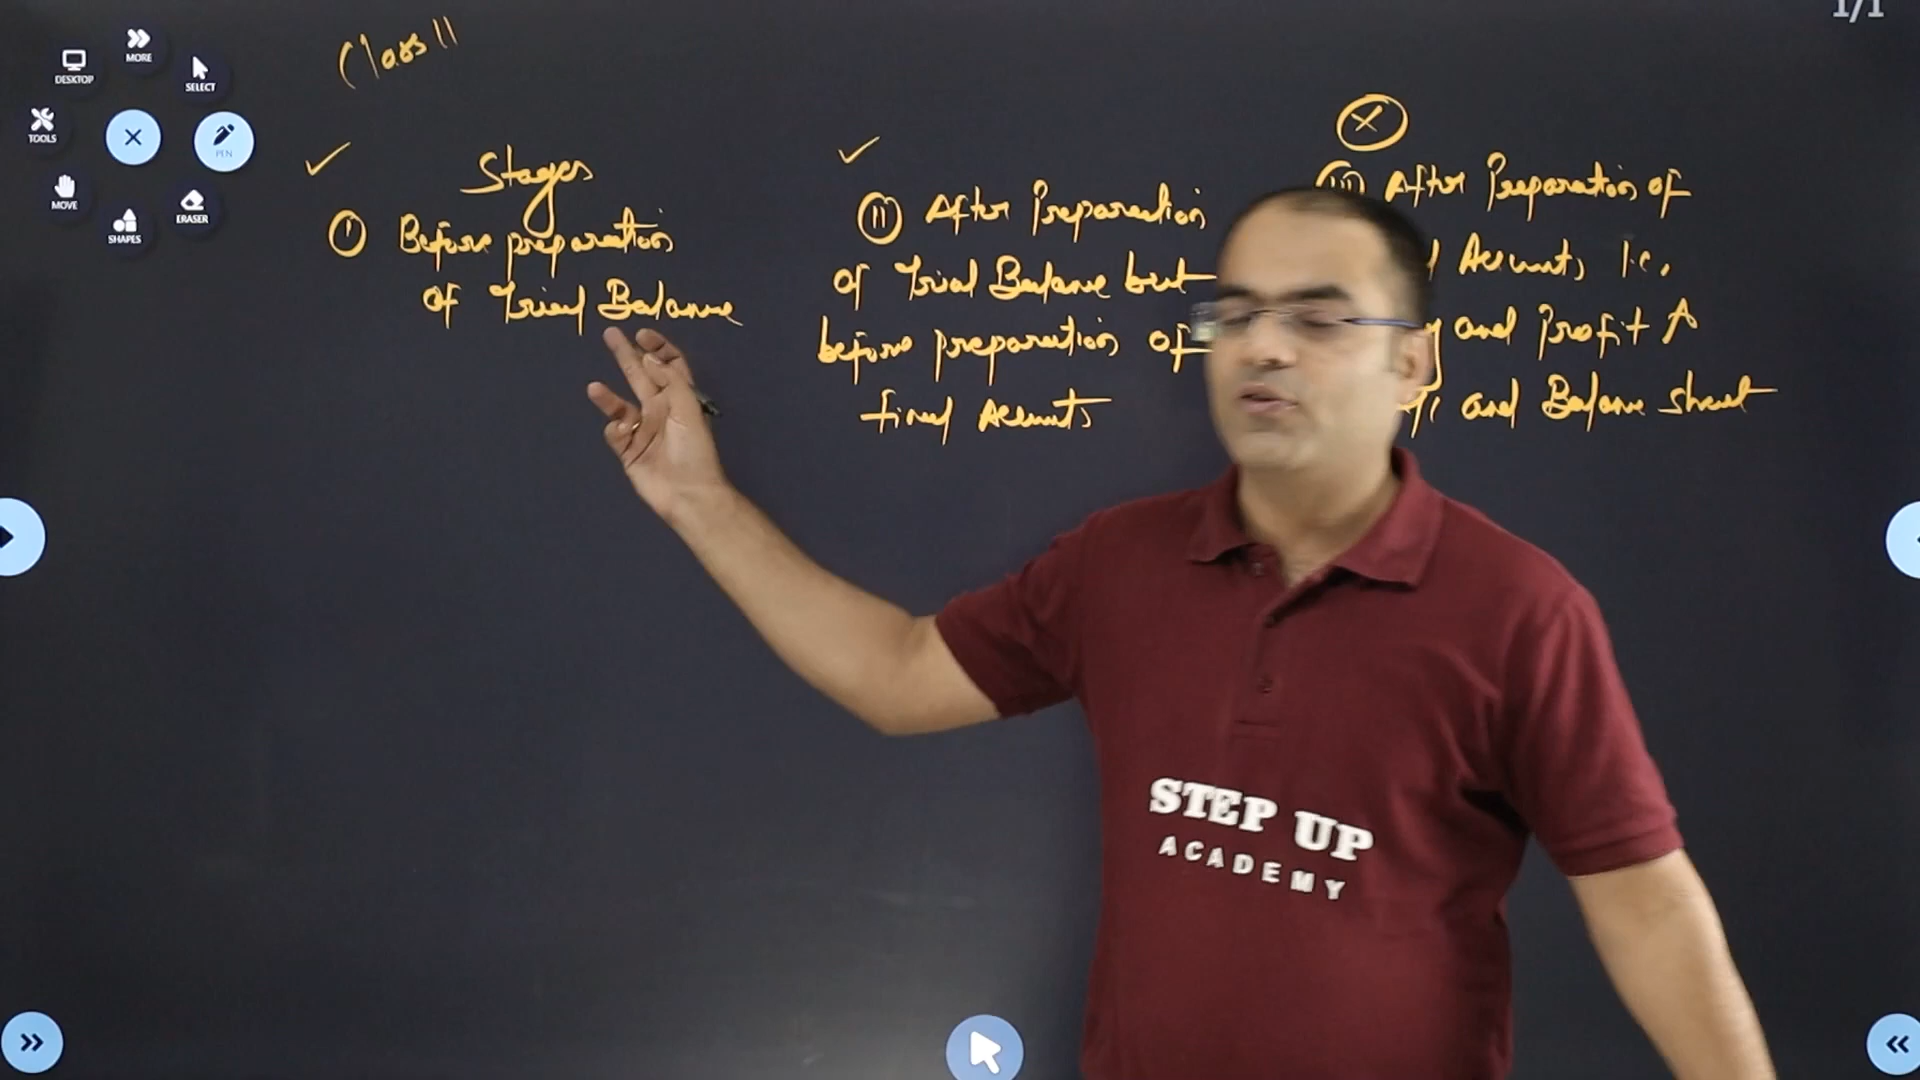 1/1
Class 11
MORE
DESKTOP
SELECT
TOOLS
PEN
MOVE
ERASER
SHAPES
Stages
I Before preparation
of Trial Balance
II After Preparation
of Trial Balance but
before preparation of
final Accounts
III After Preparation of
Accounts i.e.
and Profit
and Balance sheet
STEP UP
ACADEMY